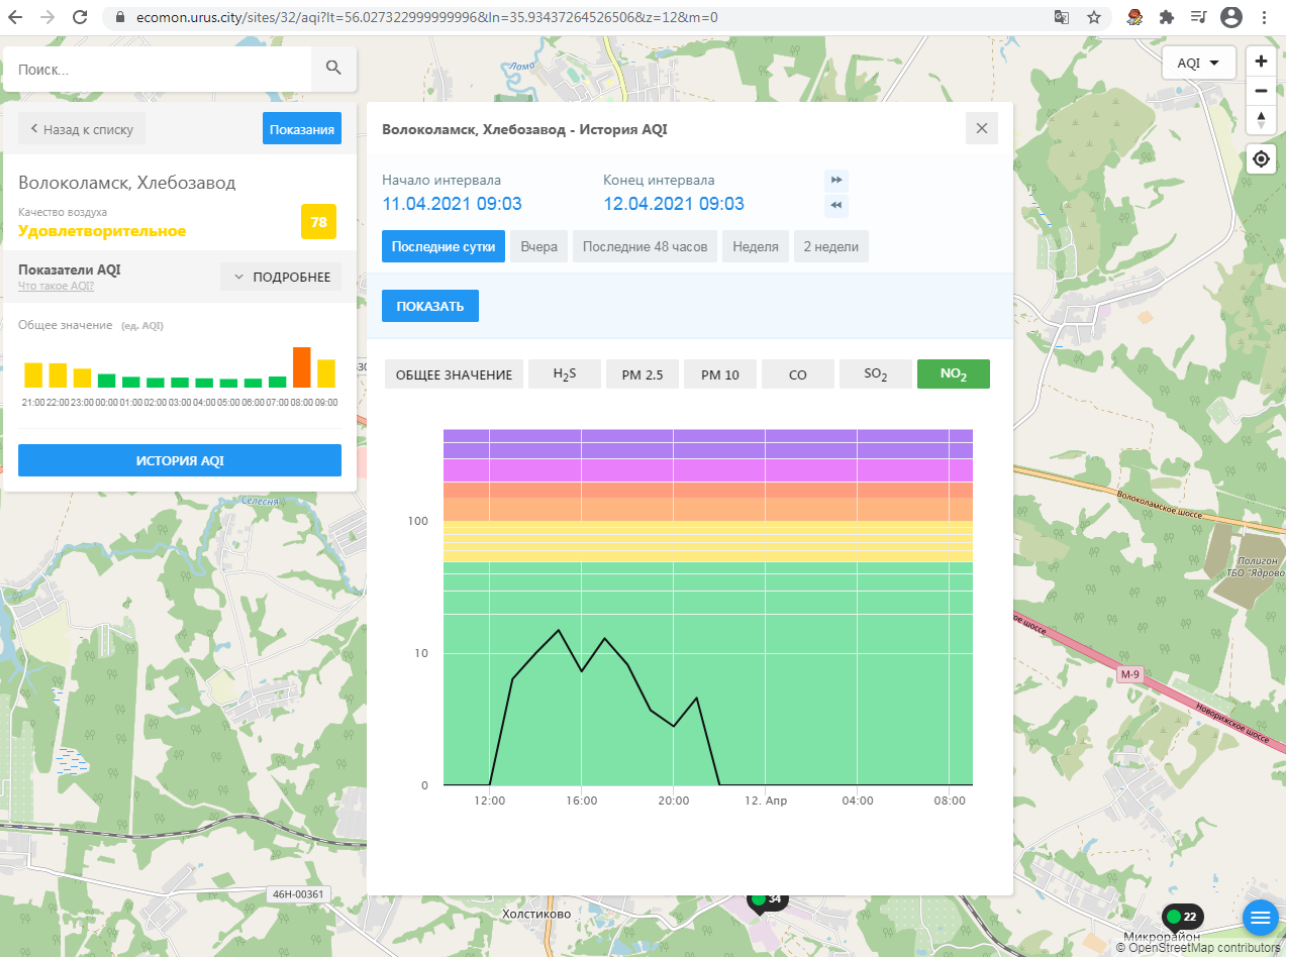 ecomon.urus.city/sites/32/aqi?lt=56.027322999999996&ln=35.93437264526506&z=12&m=0
Поиск...
Лама
AQI
Назад к списку
Показания
Волоколамск, Хлебозавод - История AQI
Волоколамск, Хлебозавод
Качество воздуха
Удовлетворительное
78
Начало интервала
Конец интервала
11.04.2021 09:03
12.04.2021 09:03
Последние сутки
Вчера
Последние 48 часов
Неделя
2 недели
Показатели AQI
Что такое AQI?
ПОДРОБНЕЕ
ПОКАЗАТЬ
Общее значение (ед. AQI)
21:00 22:00 23:00 00:00 01:00 02:00 03:00 04:00 05:00 06:00 07:00 08:00 09:00
ИСТОРИЯ AQI
ОБЩЕЕ ЗНАЧЕНИЕ
H2S
PM 2.5
PM 10
CO
SO2
NO2
100
10
0
12:00
16:00
20:00
12. Апр
04:00
08:00
Селесня
Волоколамское шоссе
Полигон
ТБО "Ядрово
ое шоссе
М-9
Новорижское шоссе
46Н-00361
Холстиково
34
22
Микрорайон
© OpenStreetMap contributors